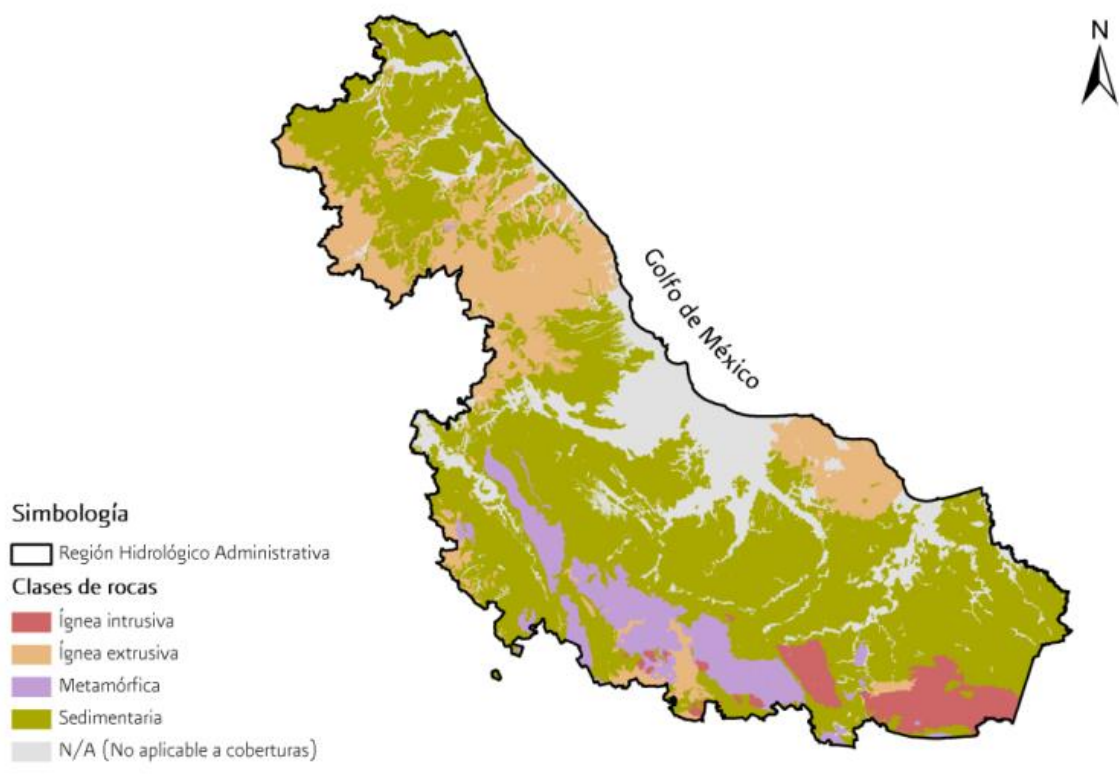 N
Golfo de México
Simbología
Región Hidrológico Administrativa
Clases de rocas
Ígnea intrusiva
Ígnea extrusiva
Metamórfica
Sedimentaria
N/A (No aplicable a coberturas)